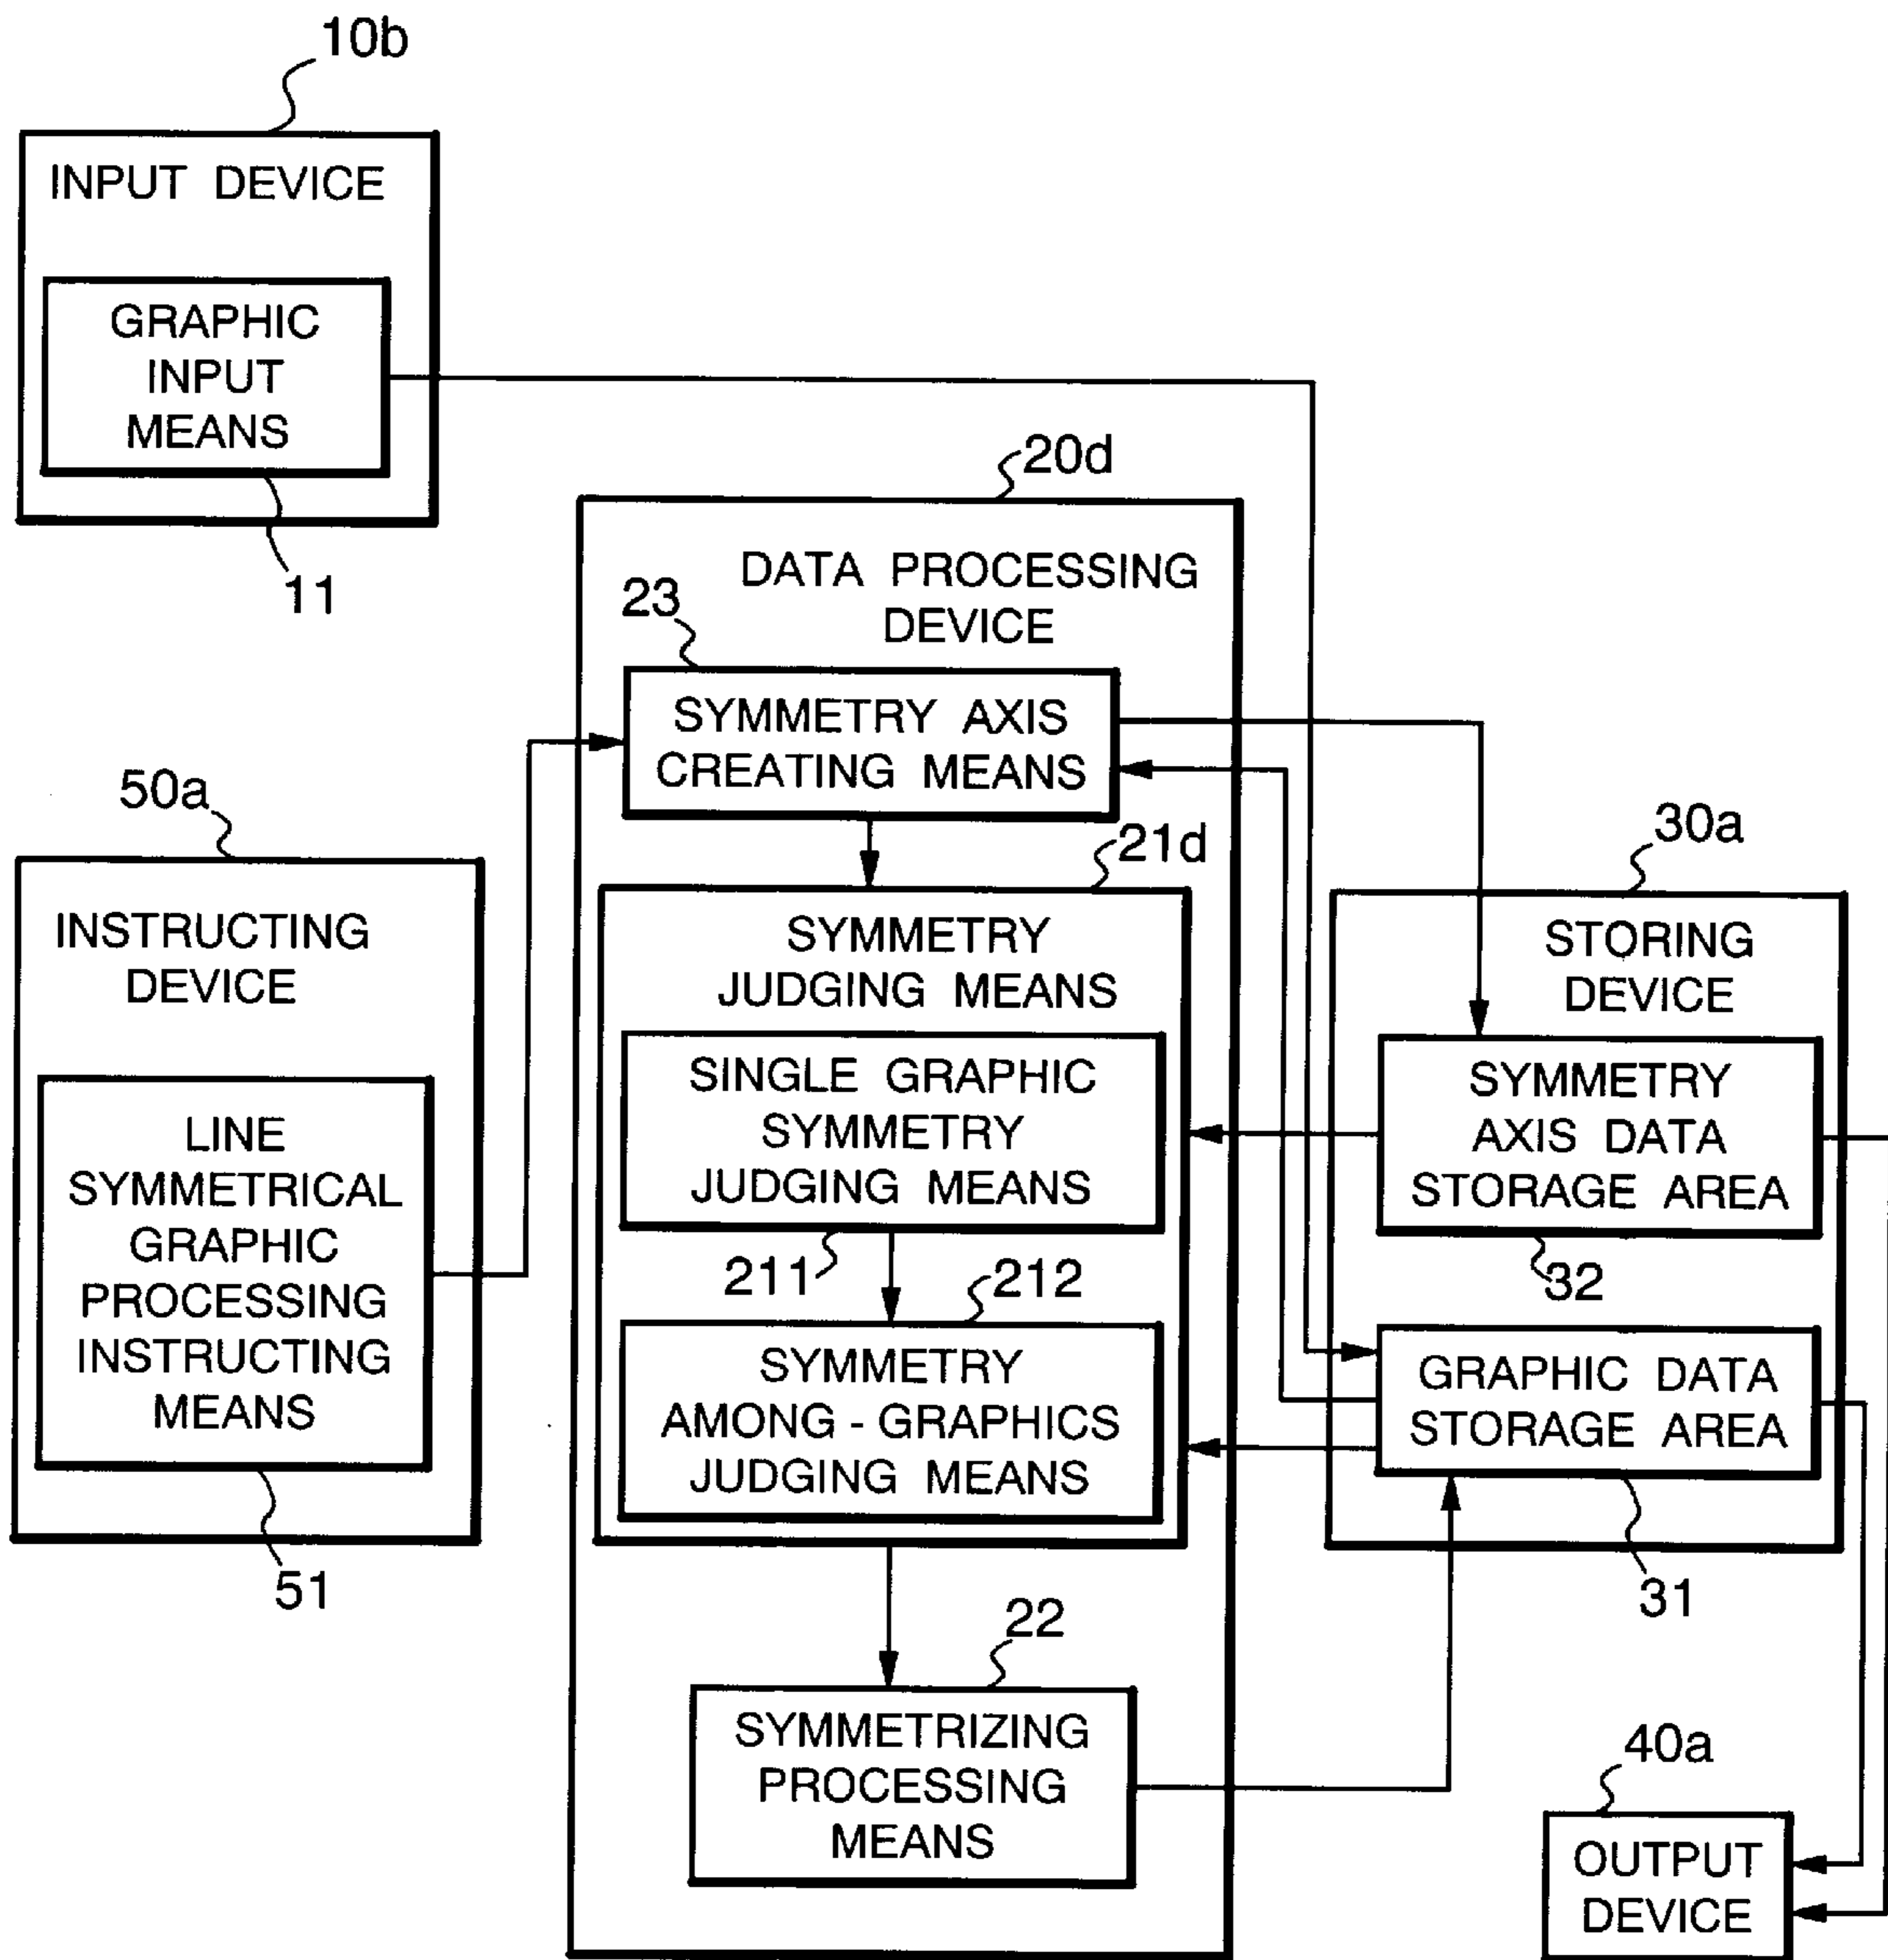 10b
INPUT DEVICE
GRAPHIC
INPUT
MEANS
11
20d
DATA PROCESSING
DEVICE
23
SYMMETRY AXIS
CREATING MEANS
50a
INSTRUCTING
DEVICE
LINE
SYMMETRICAL
GRAPHIC
PROCESSING
INSTRUCTING
MEANS
51
21d
SYMMETRY
JUDGING MEANS
SINGLE GRAPHIC
SYMMETRY
JUDGING MEANS
211
212
SYMMETRY
AMONG - GRAPHICS
JUDGING MEANS
22
SYMMETRIZING
PROCESSING
MEANS
30a
STORING
DEVICE
SYMMETRY
AXIS DATA
STORAGE AREA
32
GRAPHIC DATA
STORAGE AREA
31
40a
OUTPUT
DEVICE